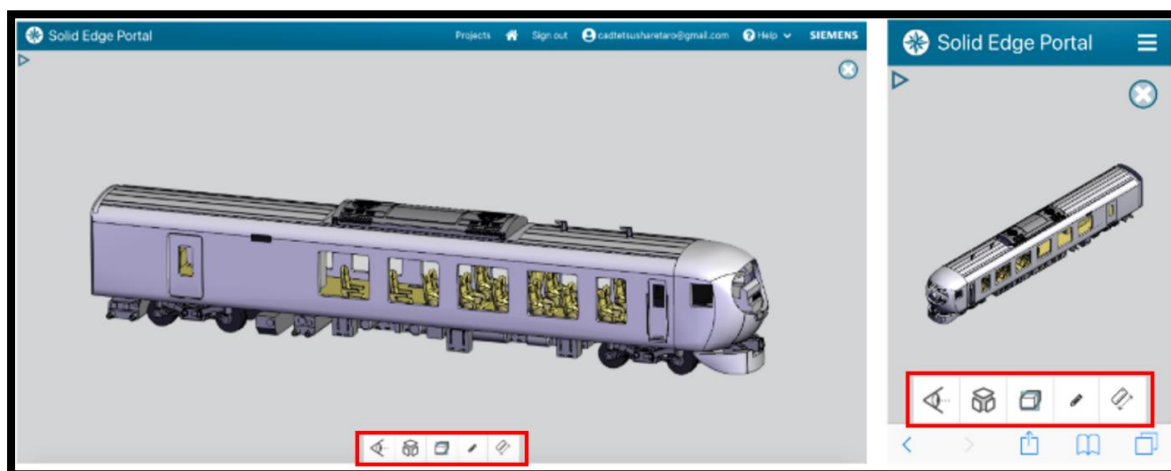 Solid Edge Portal
Projects Sign out cadtetsusharetaro@gmail.com Help SIEMENS
Solid Edge Portal